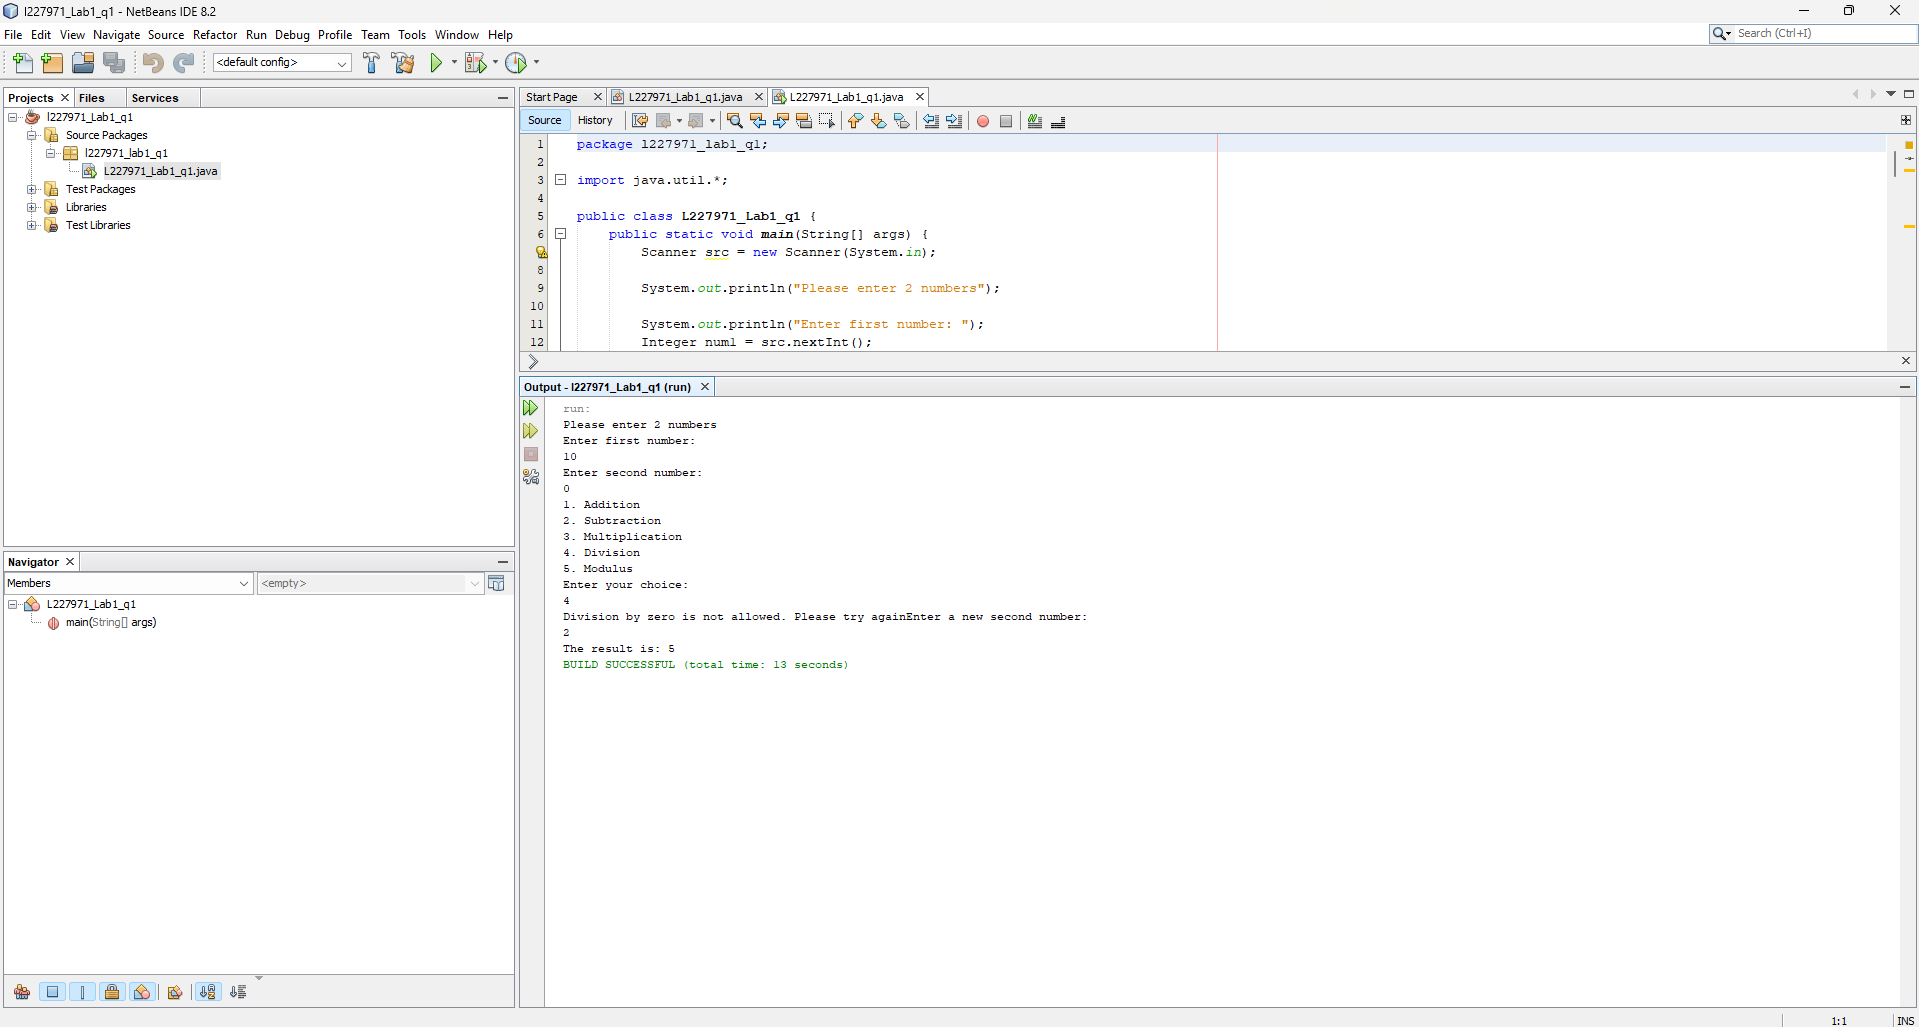 l227971_Lab1_q1 - NetBeans IDE 8.2
File Edit View Navigate Source Refactor Run Debug Profile Team Tools Window Help
Search (Ctrl+I)
<default config>
Projects Files Services
l227971_Lab1_q1
Source Packages
l227971_lab1_q1
L227971_Lab1_q1.java
Test Packages
Libraries
Test Libraries
Navigator
Members <empty>
L227971_Lab1_q1
main(String[] args)
Start Page L227971_Lab1_q1.java L227971_Lab1_q1.java
Source History
1 package l227971_lab1_q1;
2
3 import java.util.*;
4
5 public class L227971_Lab1_q1 {
6 public static void main(String[] args) {
Scanner src = new Scanner(System.in);
8
9 System.out.println("Please enter 2 numbers");
10
11 System.out.println("Enter first number: ");
12 Integer num1 = src.nextInt();
Output - l227971_Lab1_q1 (run)
run:
Please enter 2 numbers
Enter first number:
10
Enter second number:
0
1. Addition
2. Subtraction
3. Multiplication
4. Division
5. Modulus
Enter your choice:
4
Division by zero is not allowed. Please try againEnter a new second number:
2
The result is: 5
BUILD SUCCESSFUL (total time: 13 seconds)
1:1 INS